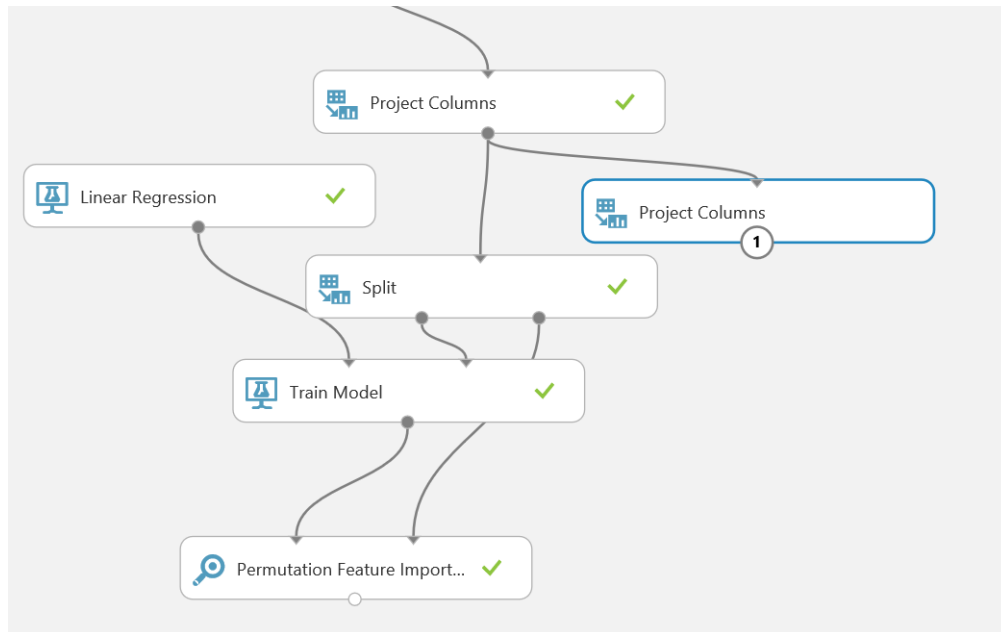 Project Columns
Linear Regression
Project Columns
1
Split
Train Model
Permutation Feature Import...